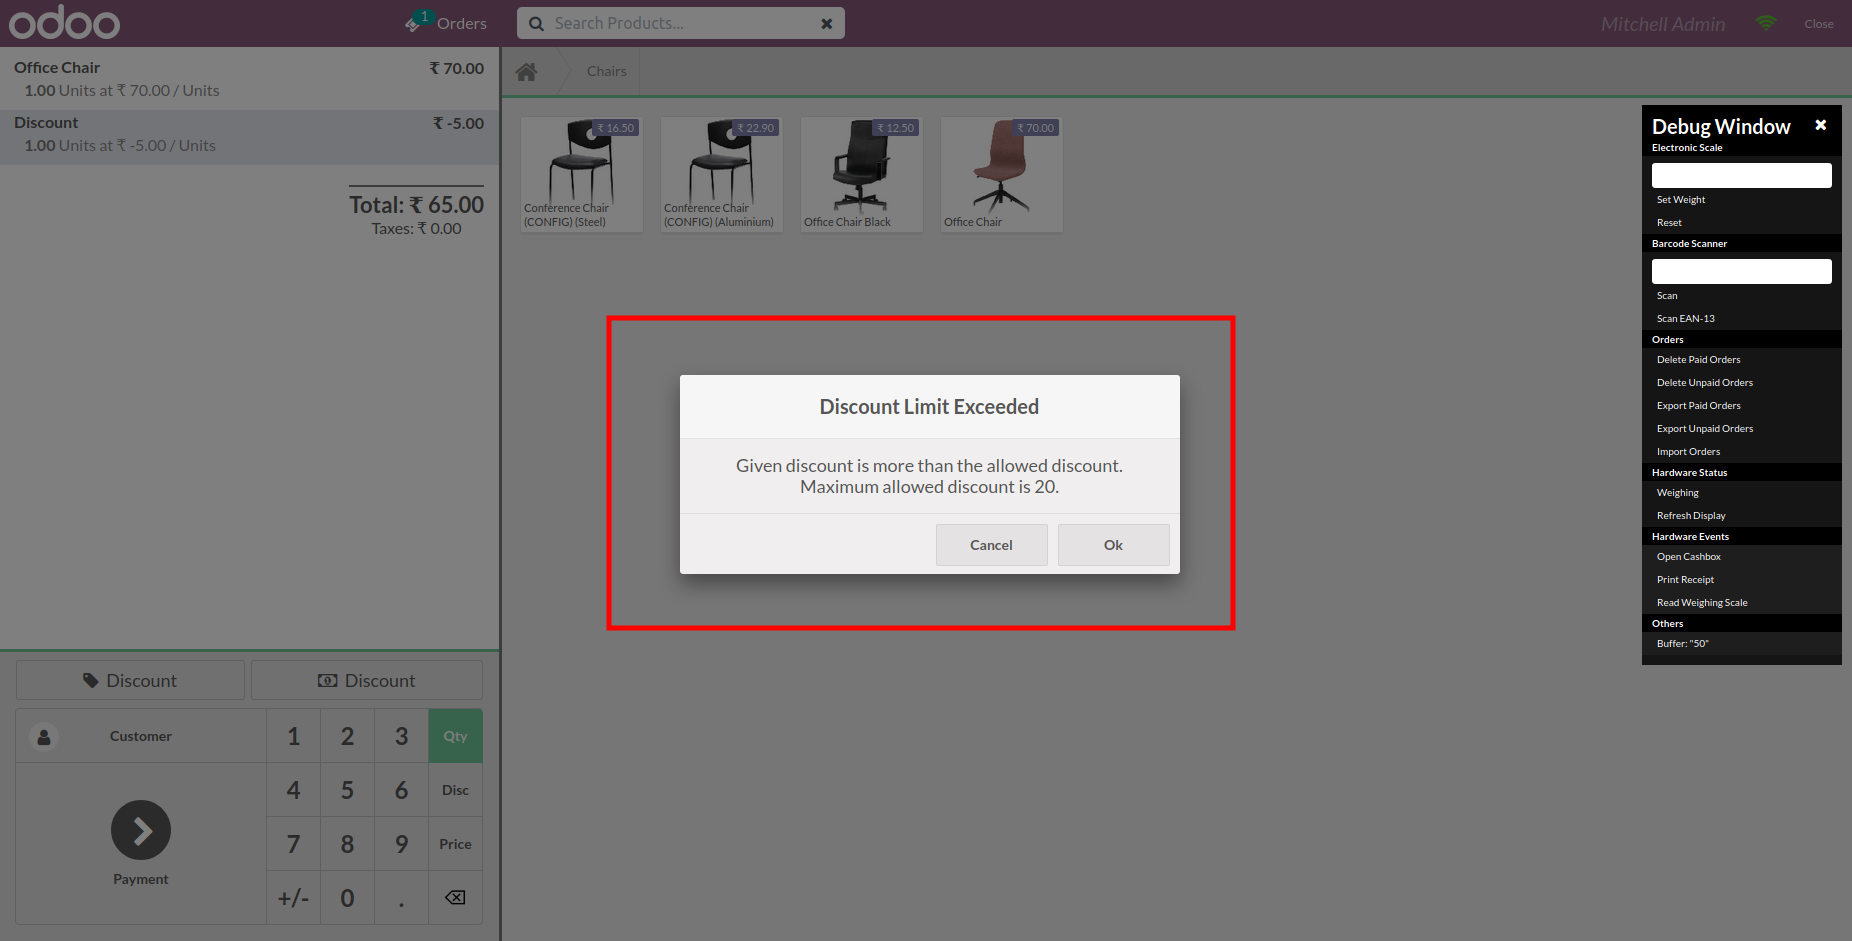 odoo
1
Orders
Search Products...
Mitchell Admin
Close
Office Chair
₹ 70.00
1.00 Units at ₹ 70.00 / Units
Discount
₹ -5.00
1.00 Units at ₹ -5.00 / Units
Total: ₹ 65.00
Taxes: ₹ 0.00
Chairs
₹ 16.50
Conference Chair
(CONFIG) (Steel)
₹ 22.90
Conference Chair
(CONFIG) (Aluminium)
₹ 12.50
Office Chair Black
₹ 70.00
Office Chair
Discount Limit Exceeded
Given discount is more than the allowed discount.
Maximum allowed discount is 20.
Cancel
Ok
Debug Window
Electronic Scale
Set Weight
Reset
Barcode Scanner
Scan
Scan EAN-13
Orders
Delete Paid Orders
Delete Unpaid Orders
Export Paid Orders
Export Unpaid Orders
Import Orders
Hardware Status
Weighing
Refresh Display
Hardware Events
Open Cashbox
Print Receipt
Read Weighing Scale
Others
Buffer: "50"
Discount
Discount
Customer
1
2
3
Qty
4
5
6
Disc
7
8
9
Price
+/-
0
.
Payment